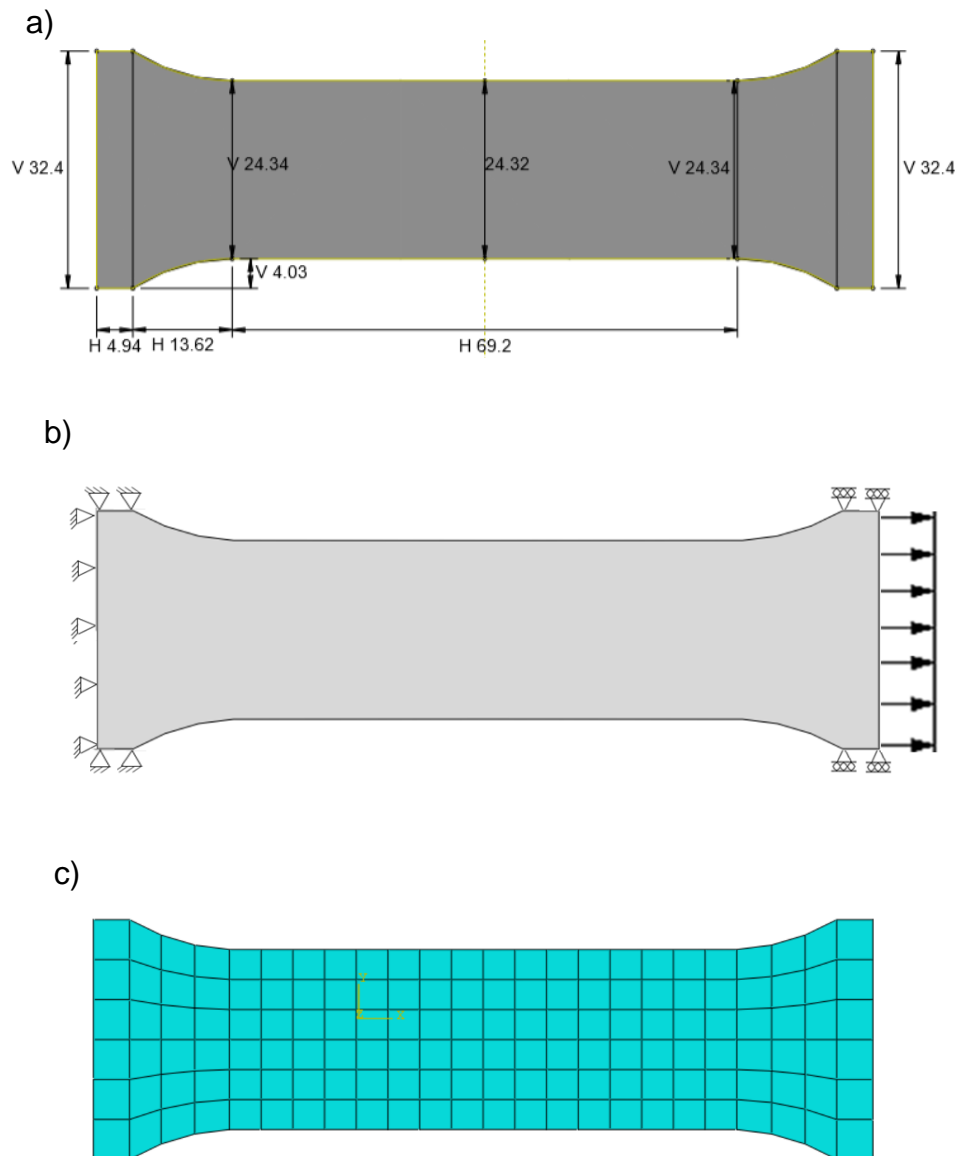 a)
V 32.4
V 24.34
24.32
V 24.34
V 32.4
V 4.03
H 4.94
H 13.62
H 69.2
b)
c)
Y
Z
X